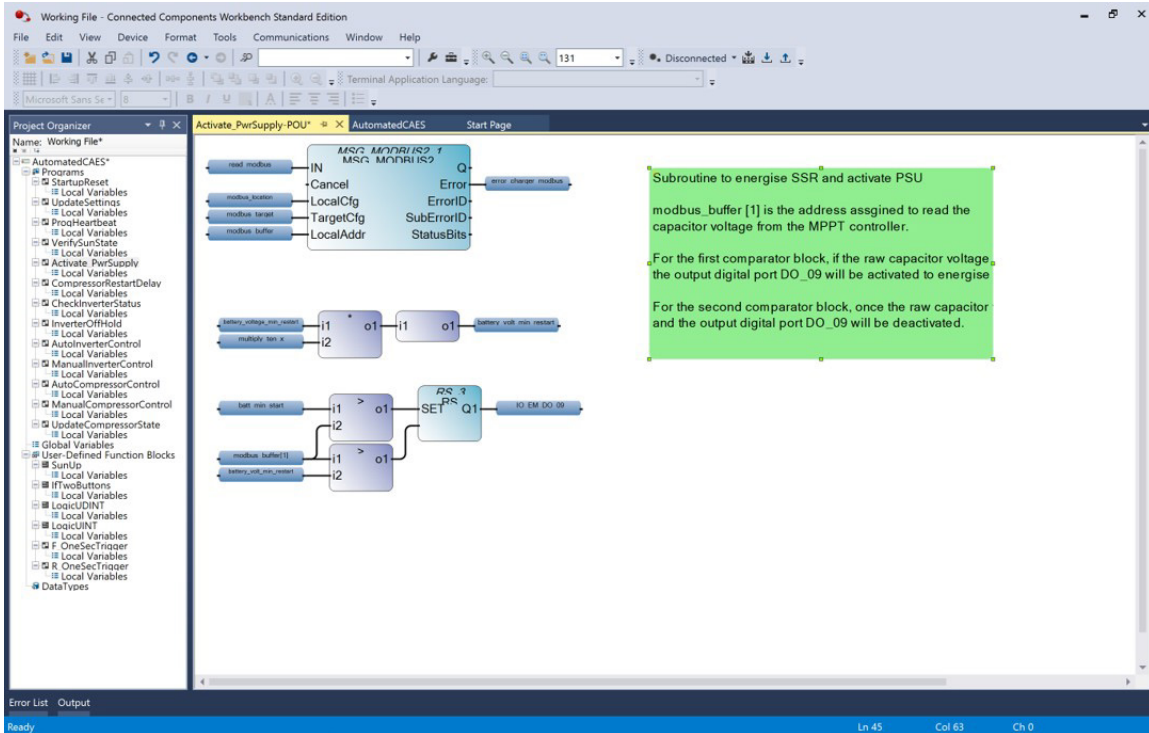 Working File - Connected Components Workbench Standard Edition
File Edit View Device Format Tools Communications Window Help
131
Disconnected
Terminal Application Language:
Microsoft Sans Se 8
B I U A
Project Organizer
Name: Working File*
AutomatedCAES*
Programs
StartupReset
Local Variables
UpdateSettings
Local Variables
ProgHeartbeat
Local Variables
VerifySunState
Local Variables
Activate_PwrSupply
Local Variables
CompressorRestartDelay
Local Variables
CheckInverterStatus
Local Variables
InverterOffHold
Local Variables
AutoInverterControl
Local Variables
ManualInverterControl
Local Variables
AutoCompressorControl
Local Variables
ManualCompressorControl
Local Variables
UpdateCompressorState
Local Variables
Global Variables
User-Defined Function Blocks
SunUp
Local Variables
IfTwoButtons
Local Variables
LogicUDINT
Local Variables
LogicUINT
Local Variables
F_OneSecTrigger
Local Variables
R_OneSecTrigger
Local Variables
DataTypes
Activate_PwrSupply-POU* AutomatedCAES Start Page
MSG_MODBUS2_1
MSG_MODBUS2
read_modbus IN Q
Cancel Error error_charger_modbus
modbus_location LocalCfg ErrorID
modbus_target TargetCfg SubErrorID
modbus_buffer LocalAddr StatusBits
battery_voltage_min_restart i1 * o1 i1 o1 battery_volt_min_restart
multiply_ten_x i2
RS_3
RS
batt_min_start i1 > o1 SET Q1 IO_EM_DO_09
i2
modbus_buffer[1] i1 > o1
battery_volt_min_restart i2
Subroutine to energise SSR and activate PSU
modbus_buffer [1] is the address assgined to read the
capacitor voltage from the MPPT controller.
For the first comparator block, if the raw capacitor voltage
the output digital port DO_09 will be activated to energise
For the second comparator block, once the raw capacitor
and the output digital port DO_09 will be deactivated.
Error List Output
Ready Ln 45 Col 63 Ch 0